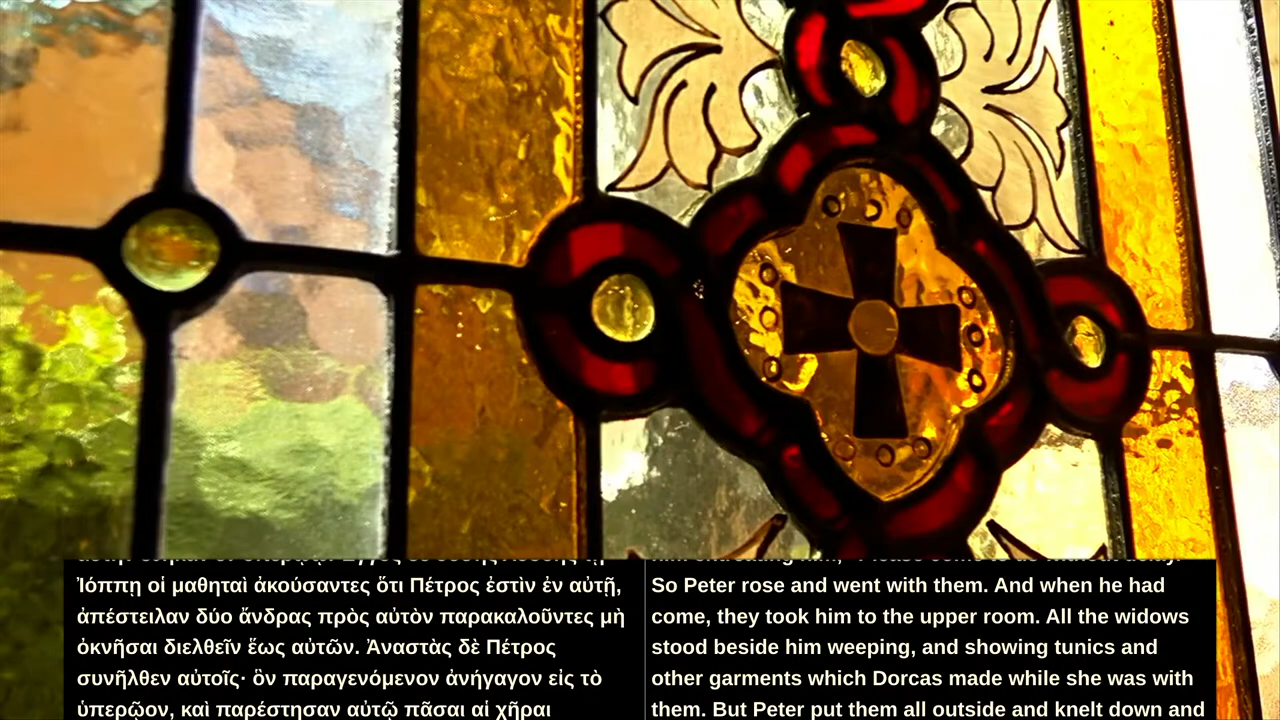 Ἰόππῃ οἱ μαθηταὶ ἀκούσαντες ὅτι Πέτρος ἐστὶν ἐν αὐτῇ,
ἀπέστειλαν δύο ἄνδρας πρὸς αὐτὸν παρακαλοῦντες μὴ
ὀκνῆσαι διελθεῖν ἕως αὐτῶν. Ἀναστὰς δὲ Πέτρος
συνῆλθεν αὐτοῖς· ὃν παραγενόμενον ἀνήγαγον εἰς τὸ
ὑπερῷον, καὶ παρέστησαν αὐτῷ πᾶσαι αἱ χῆραι
So Peter rose and went with them. And when he had
come, they took him to the upper room. All the widows
stood beside him weeping, and showing tunics and
other garments which Dorcas made while she was with
them. But Peter put them all outside and knelt down and